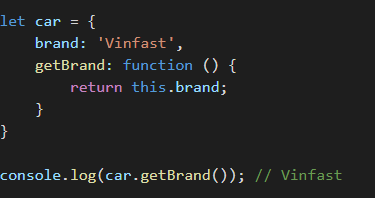 let car = {
    brand: 'Vinfast',
    getBrand: function () {
        return this.brand;
    }
}

console.log(car.getBrand()); // Vinfast